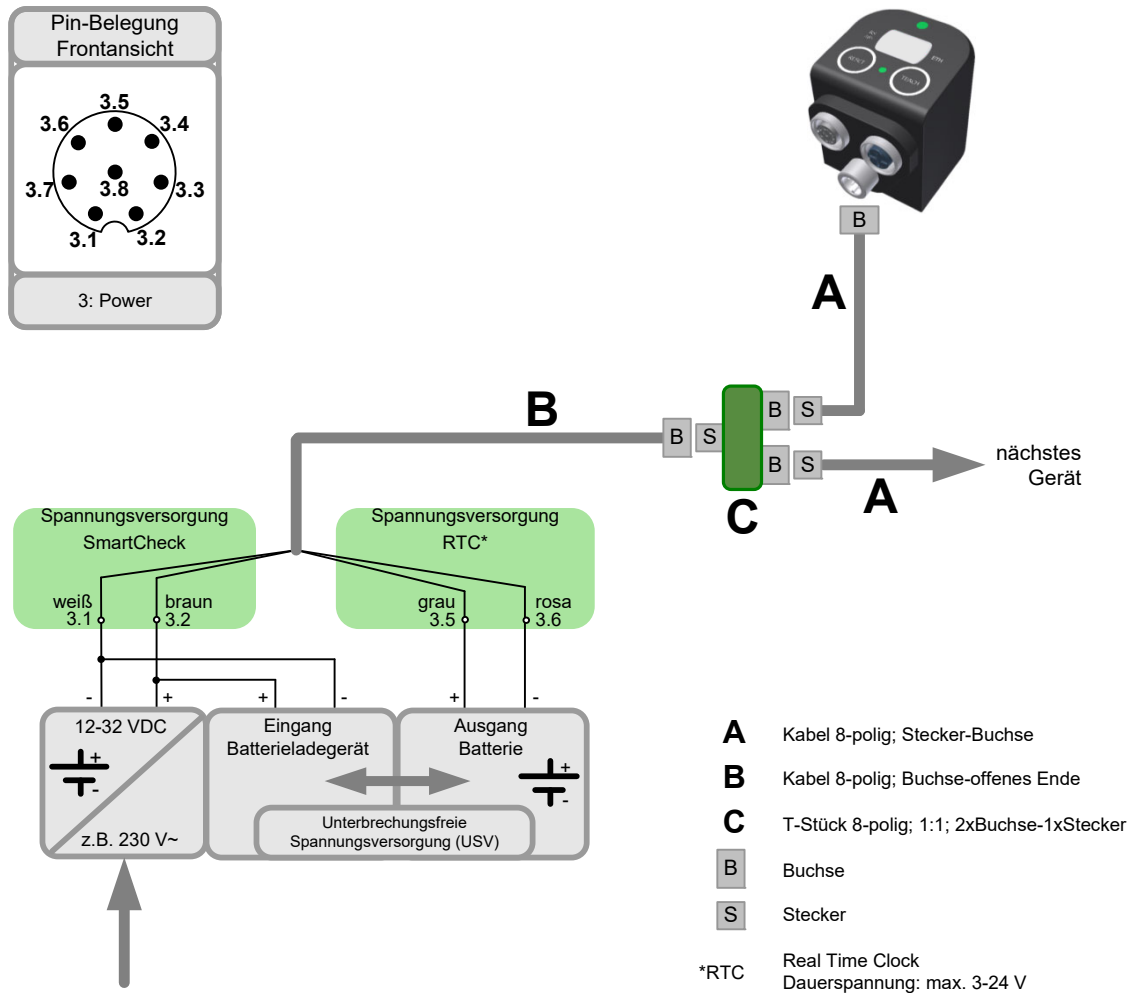 Pin-Belegung
Frontansicht
3.5
3.6
3.4
3.7
3.8
3.3
3.1
3.2
3: Power
RESET
TEACH
ETH
B
A
B
B
S
B
S
B
S
A
C
nächstes
Gerät
Spannungsversorgung
SmartCheck
Spannungsversorgung
RTC*
weiß
3.1
braun
3.2
grau
3.5
rosa
3.6
-
+
+
-
+
-
12-32 VDC
+
-
z.B. 230 V~
Eingang
Batterieladegerät
Ausgang
Batterie
+
-
Unterbrechungsfreie
Spannungsversorgung (USV)
A Kabel 8-polig; Stecker-Buchse
B Kabel 8-polig; Buchse-offenes Ende
C T-Stück 8-polig; 1:1; 2xBuchse-1xStecker
B Buchse
S Stecker
*RTC Real Time Clock
Dauerspannung: max. 3-24 V